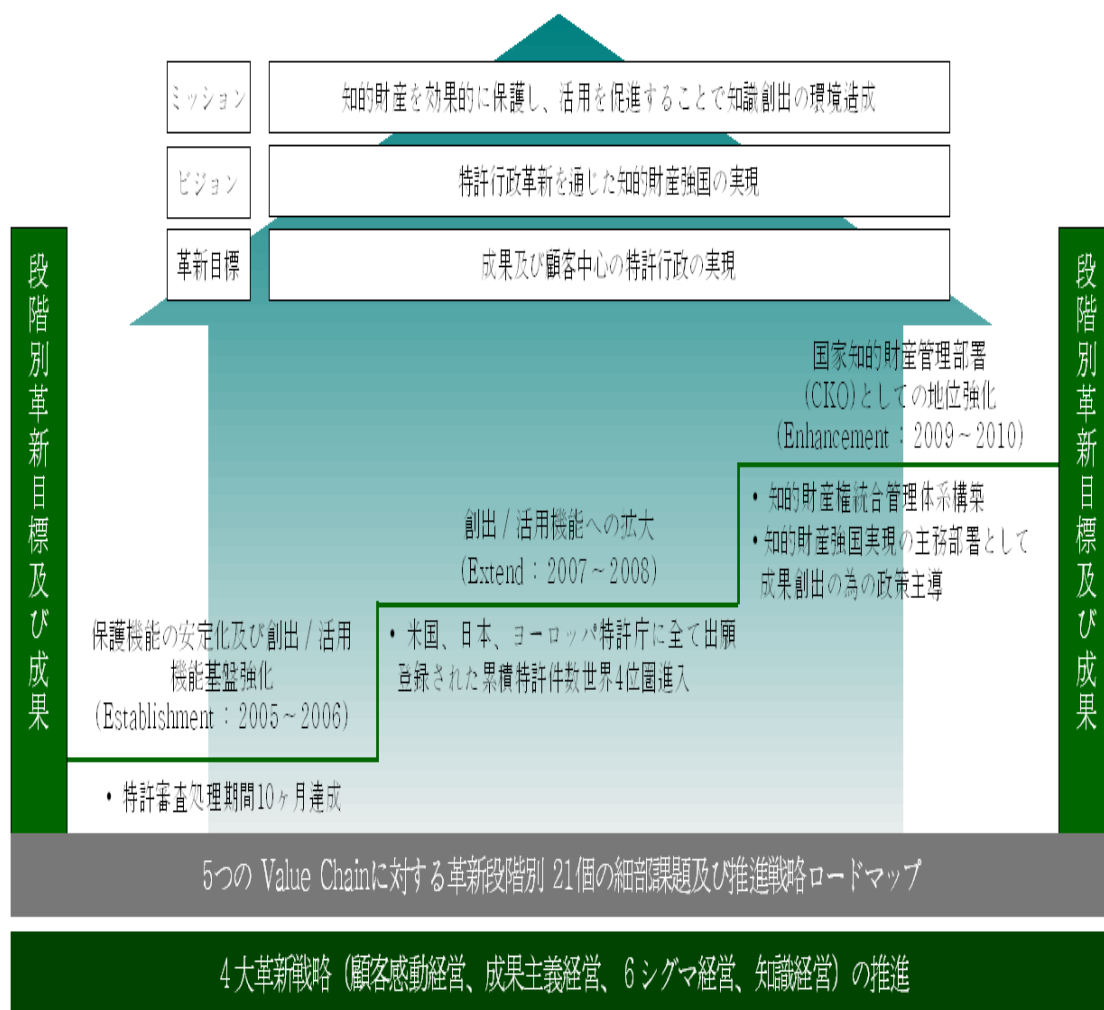 ミッション
知的財産を効果的に保護し、活用を促進することで知識創出の環境造成
ビジョン
特許行政革新を通じた知的財産強国の実現
革新目標
成果及び顧客中心の特許行政の実現
段階別革新目標及び成果
国家知的財産管理部署
(CKO)としての地位強化
(Enhancement：2009～2010)
• 知的財産権統合管理体系構築
• 知的財産強国実現の主務部署として
成果創出の為の政策主導
創出 / 活用機能への拡大
(Extend：2007～2008)
• 米国、日本、ヨーロッパ特許庁に全て出願
登録された累積特許件数世界4位圏進入
保護機能の安定化及び創出 / 活用
機能基盤強化
(Establishment：2005～2006)
• 特許審査処理期間10ヶ月達成
段階別革新目標及び成果
5つの Value Chainに対する革新段階別 21個の細部課題及び推進戦略ロードマップ
4大革新戦略（顧客感動経営、成果主義経営、6シグマ経営、知識経営）の推進